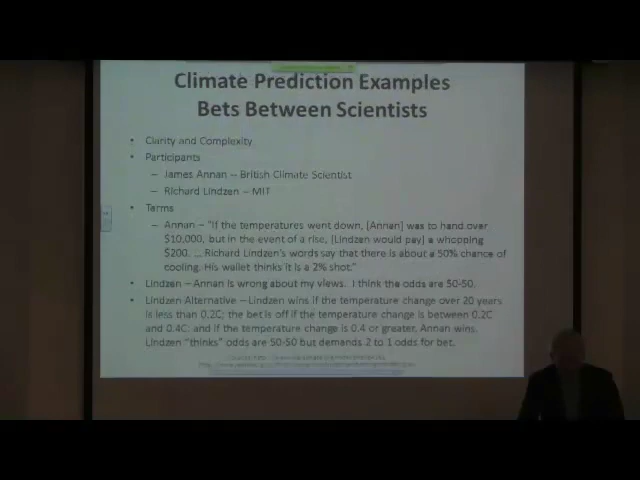 Climate Prediction Examples
Bets Between Scientists
• Clarity and Complexity
• Participants
– James Annan – British Climate Scientist
– Richard Lindzen – MIT
• Terms
– Annan – "If the temperatures went down, [Annan] was to hand over
$10,000, but in the event of a rise, [Lindzen would pay] a whopping
$200. ... Richard Lindzen's words say that there is about a 50% chance of
cooling. His wallet thinks it is a 2% shot."
• Lindzen – Annan is wrong about my views. I think the odds are 50-50.
• Lindzen Alternative – Lindzen wins if the temperature change over 20 years
is less than 0.2C; the bet is off if the temperature change is between 0.2C
and 0.4C; and if the temperature change is 0.4 or greater, Annan wins.
Lindzen "thinks" odds are 50-50 but demands 2 to 1 odds for bet.